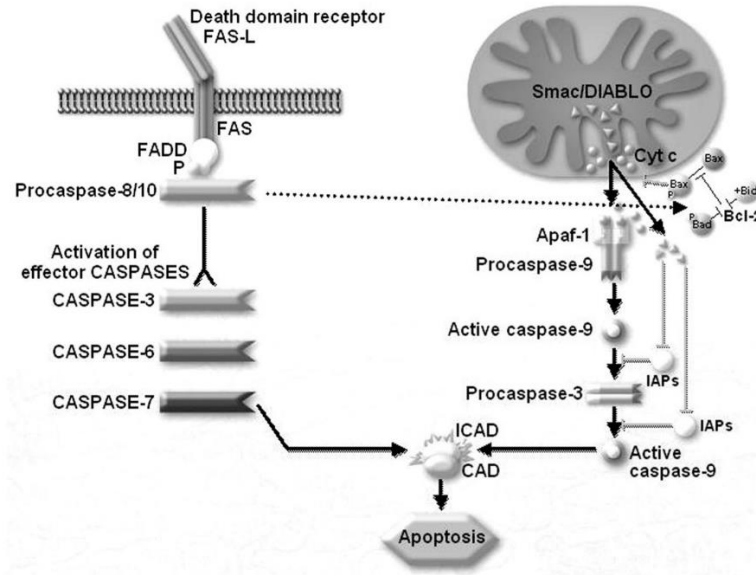 Death domain receptor
FAS-L
FAS
FADD
P
Procaspase-8/10
Activation of
effector CASPASES
CASPASE-3
CASPASE-6
CASPASE-7
Smac/DIABLO
Cyt c
Bax
Bax
P
+Bid
Bcl-2
P
Bad
Apaf-1
Procaspase-9
Active caspase-9
IAPs
Procaspase-3
IAPs
Active
caspase-9
ICAD
CAD
Apoptosis